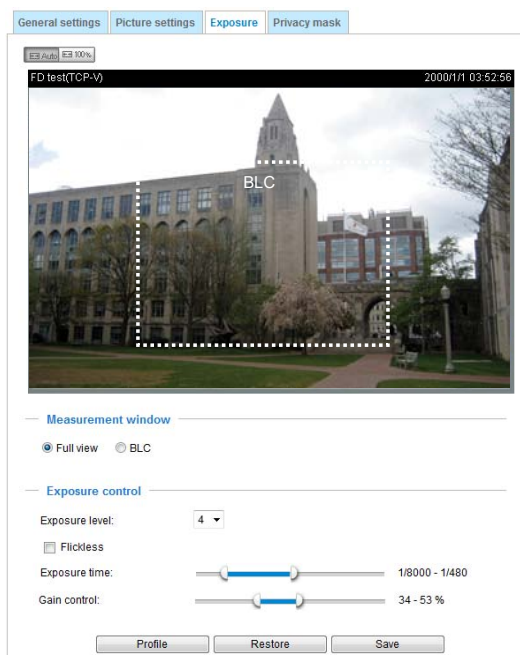 General settings Picture settings Exposure Privacy mask
Auto 100%
FD test(TCP-V) 2000/1/1 03:52:56
BLC
Measurement window
Full view BLC
Exposure control
Exposure level: 4
Flickless
Exposure time: 1/8000 - 1/480
Gain control: 34 - 53 %
Profile Restore Save